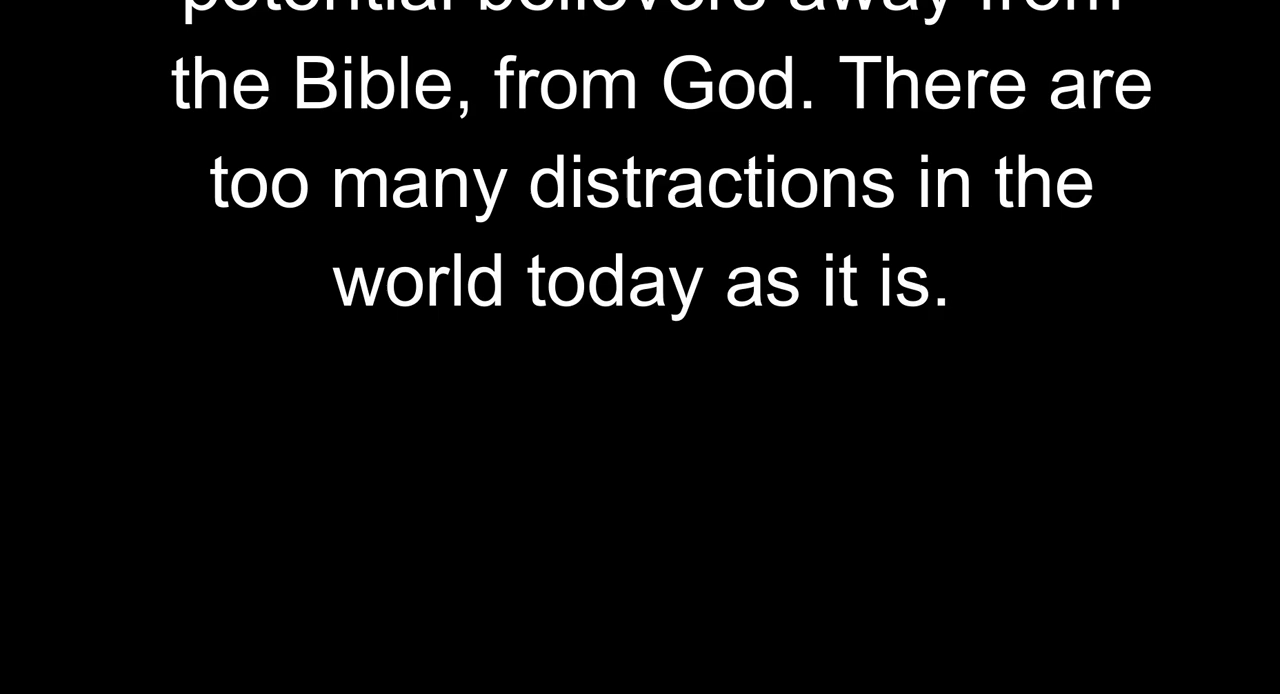 potential believers away from
the Bible, from God. There are
too many distractions in the
world today as it is.